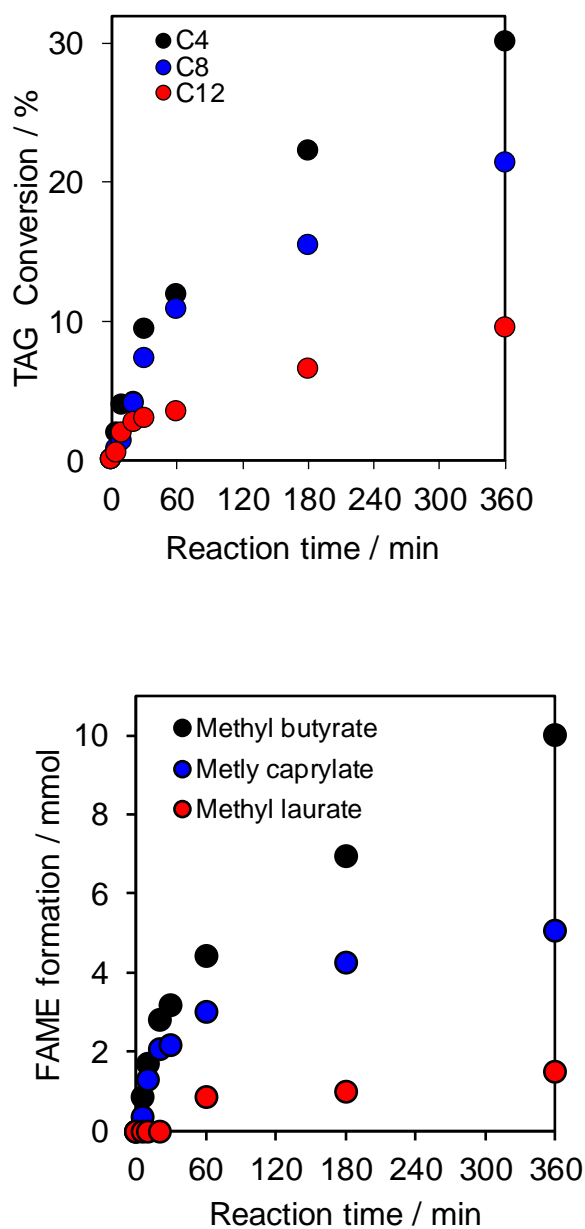 30
20
10
0
TAG Conversion / %
C4
C8
C12
0 60 120 180 240 300 360
Reaction time / min
10
8
6
4
2
0
FAME formation / mmol
Methyl butyrate
Metly caprylate
Methyl laurate
0 60 120 180 240 300 360
Reaction time / min